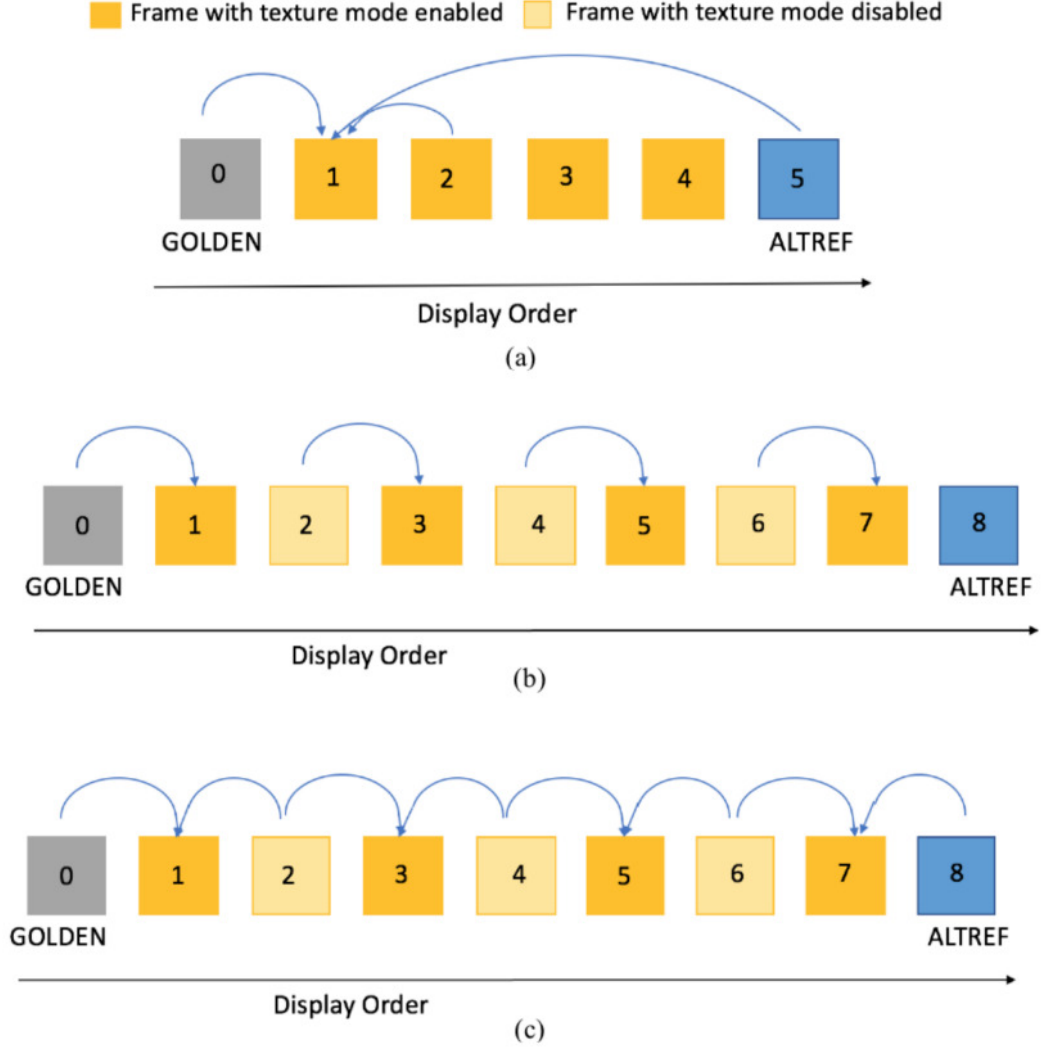 Frame with texture mode enabled Frame with texture mode disabled
0 1 2 3 4 5
GOLDEN ALTREF
Display Order
(a)
0 1 2 3 4 5 6 7 8
GOLDEN ALTREF
Display Order
(b)
0 1 2 3 4 5 6 7 8
GOLDEN ALTREF
Display Order
(c)